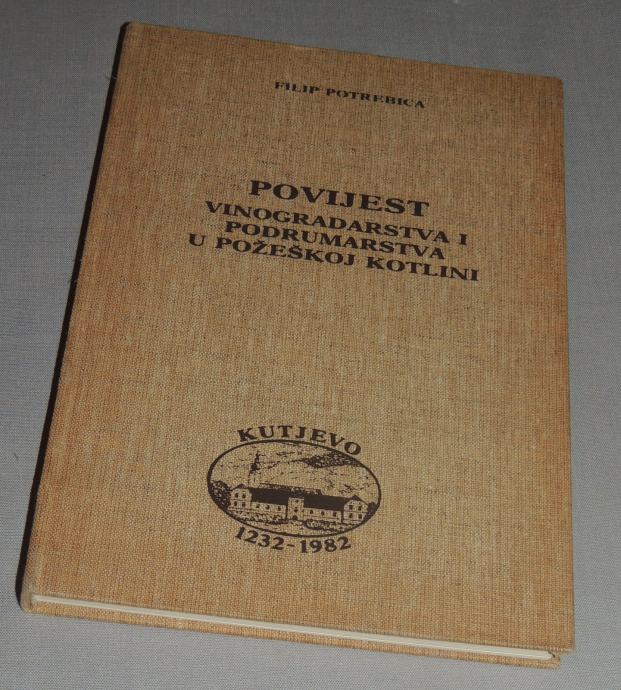 FILIP POTREBICA
POVIJEST
VINOGRADARSTVA I
PODRUMARSTVA
U POŽEŠKOJ KOTLINI
KUTJEVO
1232-1982